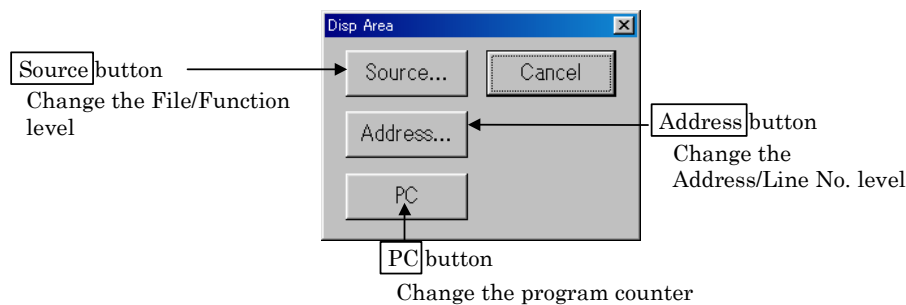 Disp Area
Source button
Change the File/Function
level
Source...
Cancel
Address...
Address button
Change the
Address/Line No. level
PC
PC button
Change the program counter